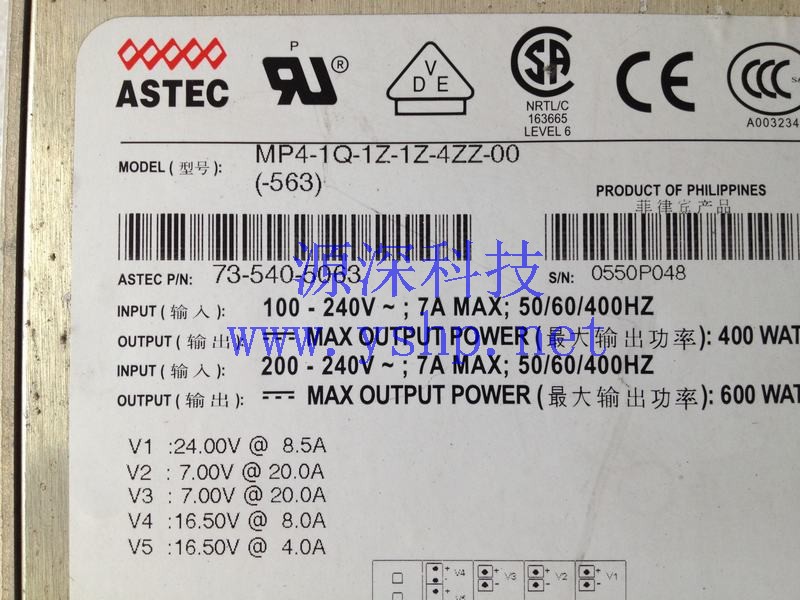 ASTEC
P
RU®
VDE
SA
NRTL/C
163665
LEVEL 6
CE
CCC
A003234
MODEL (型号): MP4-1Q-1Z-1Z-4ZZ-00
(-563)
PRODUCT OF PHILIPPINES
菲律宾产品
ASTEC P/N: 73-540-5063
S/N: 0550P048
源深科技
www.yshp.net
INPUT (输入): 100 - 240V ~ ; 7A MAX; 50/60/400HZ
OUTPUT (输出): MAX OUTPUT POWER (最大输出功率): 400 WAT
INPUT (输入): 200 - 240V ~ ; 7A MAX; 50/60/400HZ
OUTPUT (输出): MAX OUTPUT POWER (最大输出功率): 600 WAT
V1 :24.00V @ 8.5A
V2 : 7.00V @ 20.0A
V3 : 7.00V @ 20.0A
V4 :16.50V @ 8.0A
V5 :16.50V @ 4.0A
V4 V3 V2 V1